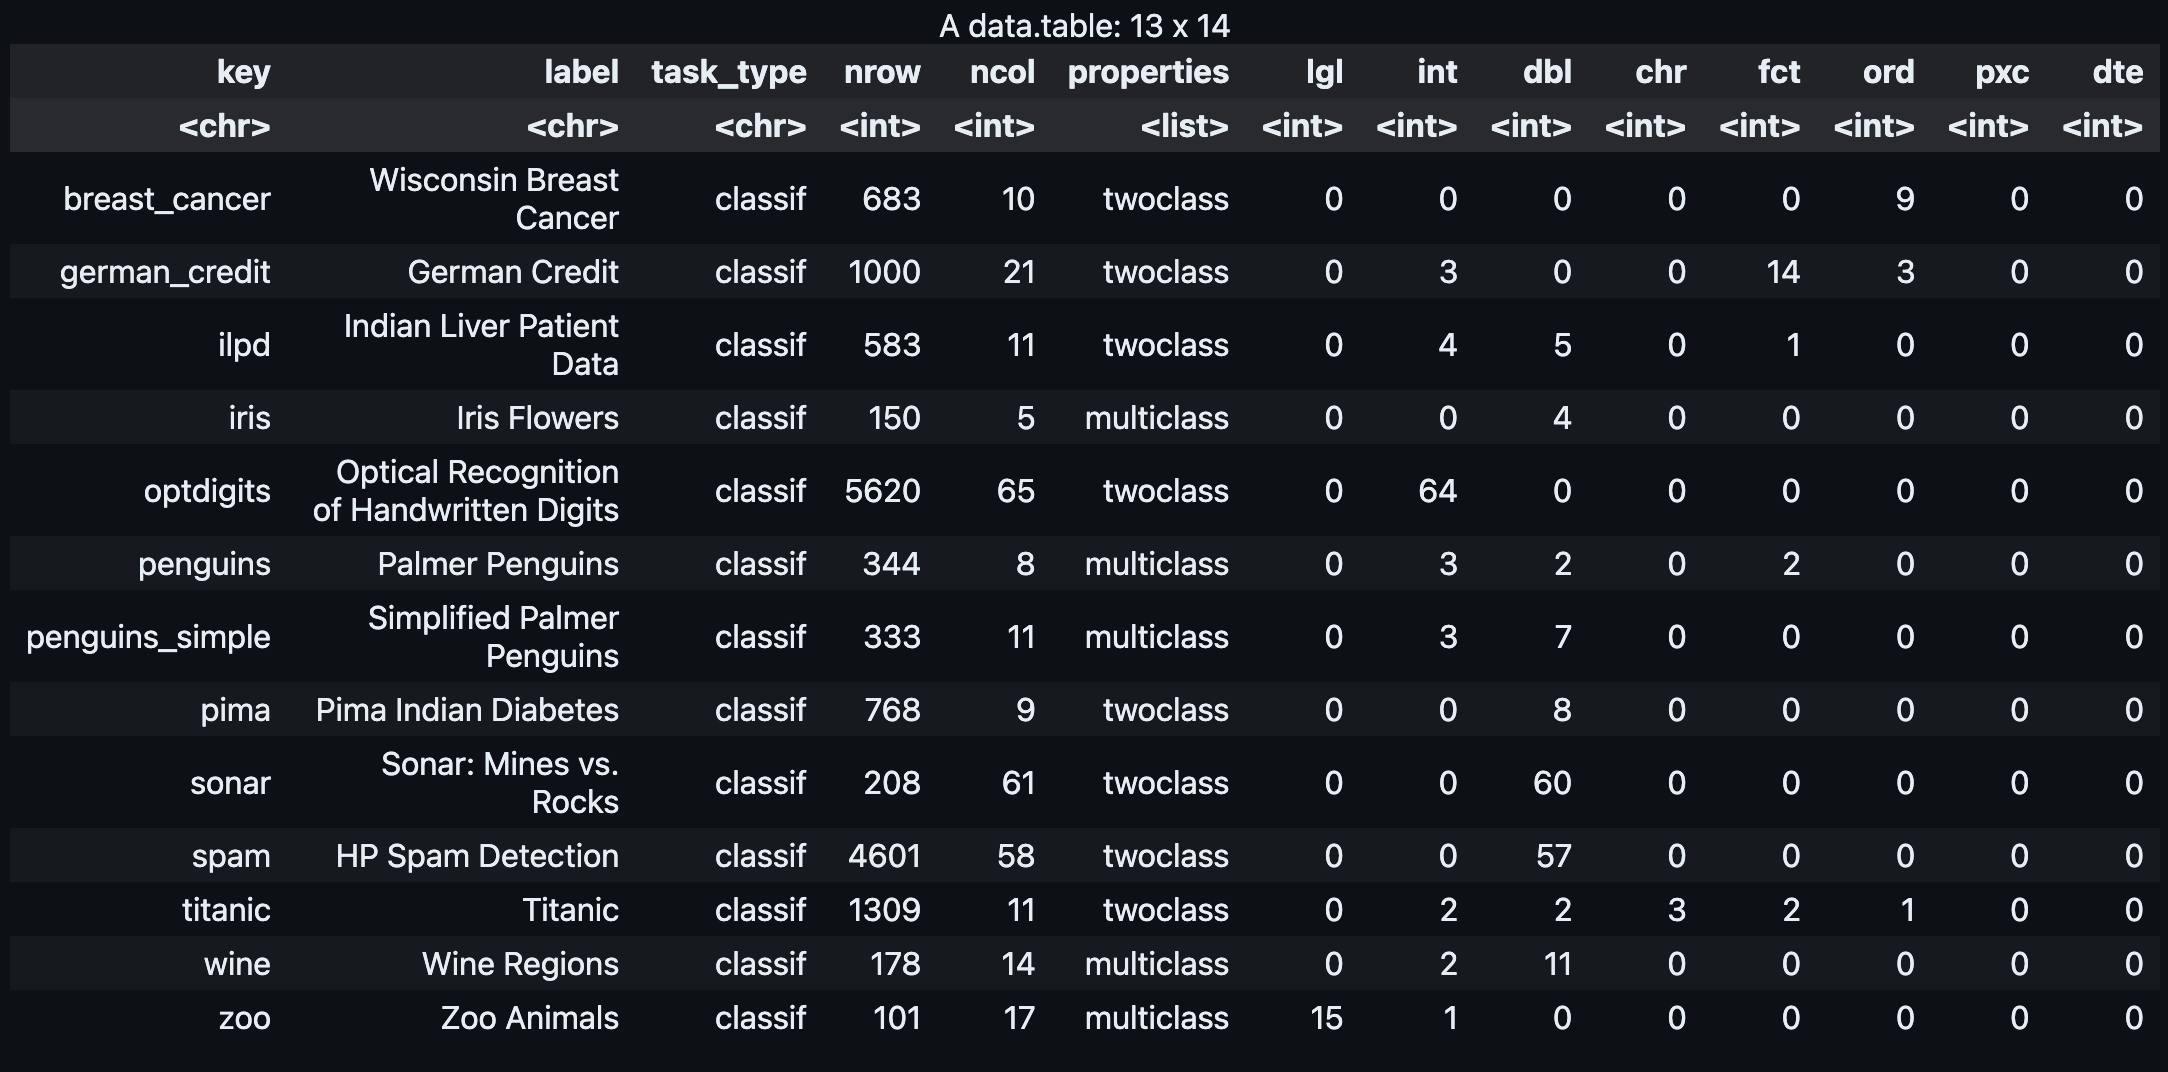 A data.table: 13 x 14
key label task_type nrow ncol properties lgl int dbl chr fct ord pxc dte
<chr> <chr> <chr> <int> <int> <list> <int> <int> <int> <int> <int> <int> <int> <int>
breast_cancer Wisconsin Breast Cancer classif 683 10 twoclass 0 0 0 0 0 9 0 0
german_credit German Credit classif 1000 21 twoclass 0 3 0 0 14 3 0 0
ilpd Indian Liver Patient Data classif 583 11 twoclass 0 4 5 0 1 0 0 0
iris Iris Flowers classif 150 5 multiclass 0 0 4 0 0 0 0 0
optdigits Optical Recognition of Handwritten Digits classif 5620 65 twoclass 0 64 0 0 0 0 0 0
penguins Palmer Penguins classif 344 8 multiclass 0 3 2 0 2 0 0 0
penguins_simple Simplified Palmer Penguins classif 333 11 multiclass 0 3 7 0 0 0 0 0
pima Pima Indian Diabetes classif 768 9 twoclass 0 0 8 0 0 0 0 0
sonar Sonar: Mines vs. Rocks classif 208 61 twoclass 0 0 60 0 0 0 0 0
spam HP Spam Detection classif 4601 58 twoclass 0 0 57 0 0 0 0 0
titanic Titanic classif 1309 11 twoclass 0 2 2 3 2 1 0 0
wine Wine Regions classif 178 14 multiclass 0 2 11 0 0 0 0 0
zoo Zoo Animals classif 101 17 multiclass 15 1 0 0 0 0 0 0